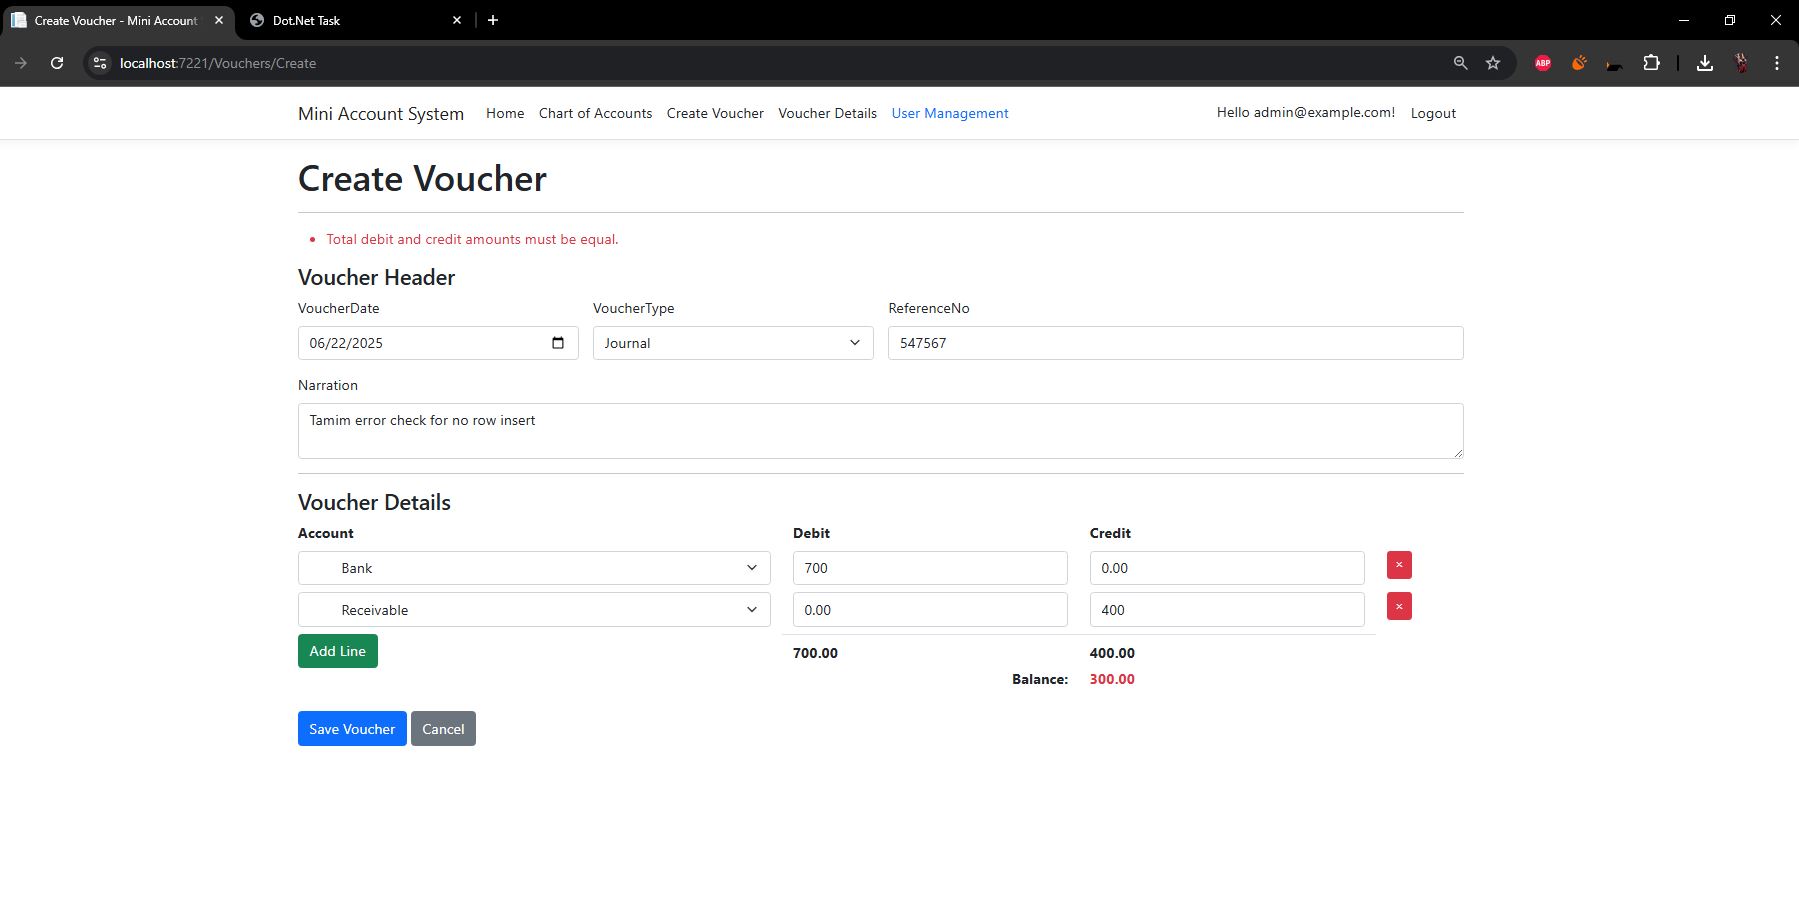 Create Voucher - Mini Account
Dot.Net Task
localhost:7221/Vouchers/Create
ABP
Mini Account System Home Chart of Accounts Create Voucher Voucher Details User Management Hello admin@example.com! Logout
Create Voucher
Total debit and credit amounts must be equal.
Voucher Header
VoucherDate VoucherType ReferenceNo
06/22/2025 Journal 547567
Narration
Tamim error check for no row insert
Voucher Details
Account Debit Credit
Bank 700 0.00 ×
Receivable 0.00 400 ×
Add Line 700.00 400.00
Balance: 300.00
Save Voucher Cancel